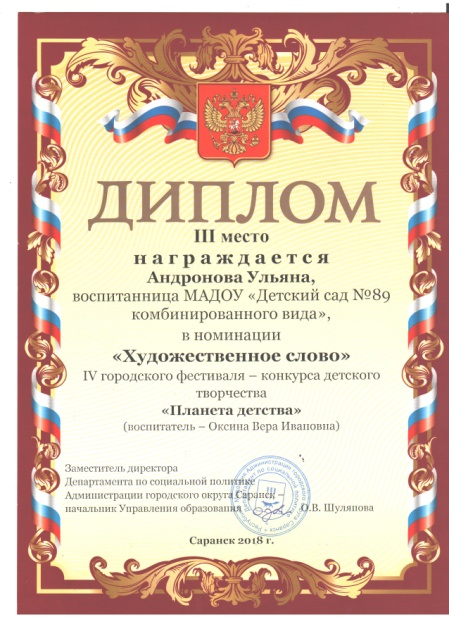 ДИПЛОМ
III место
награждается
Андронова Ульяна,
воспитанница МАДОУ «Детский сад №89
комбинированного вида»,
в номинации
«Художественное слово»
IV городского фестиваля – конкурса детского
творчества
«Планета детства»
(воспитатель – Оксина Вера Ивановна)
Заместитель директора
Департамента по социальной политике
Администрации городского округа Саранск –
начальник Управления образования О.В. Шуляпова
Саранск 2018 г.